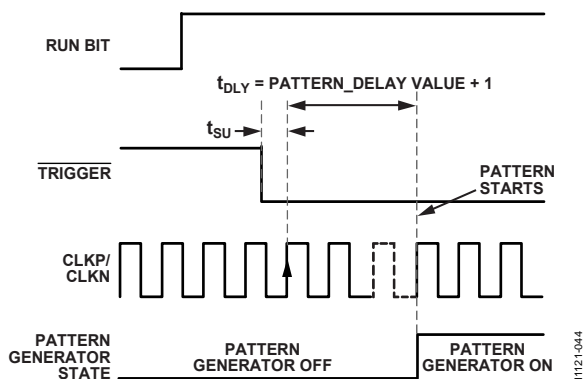 RUN BIT
tDLY = PATTERN_DELAY VALUE + 1
tSU
TRIGGER
PATTERN
STARTS
CLKP/
CLKN
PATTERN
GENERATOR
STATE
PATTERN
GENERATOR OFF
PATTERN
GENERATOR ON
11121-044